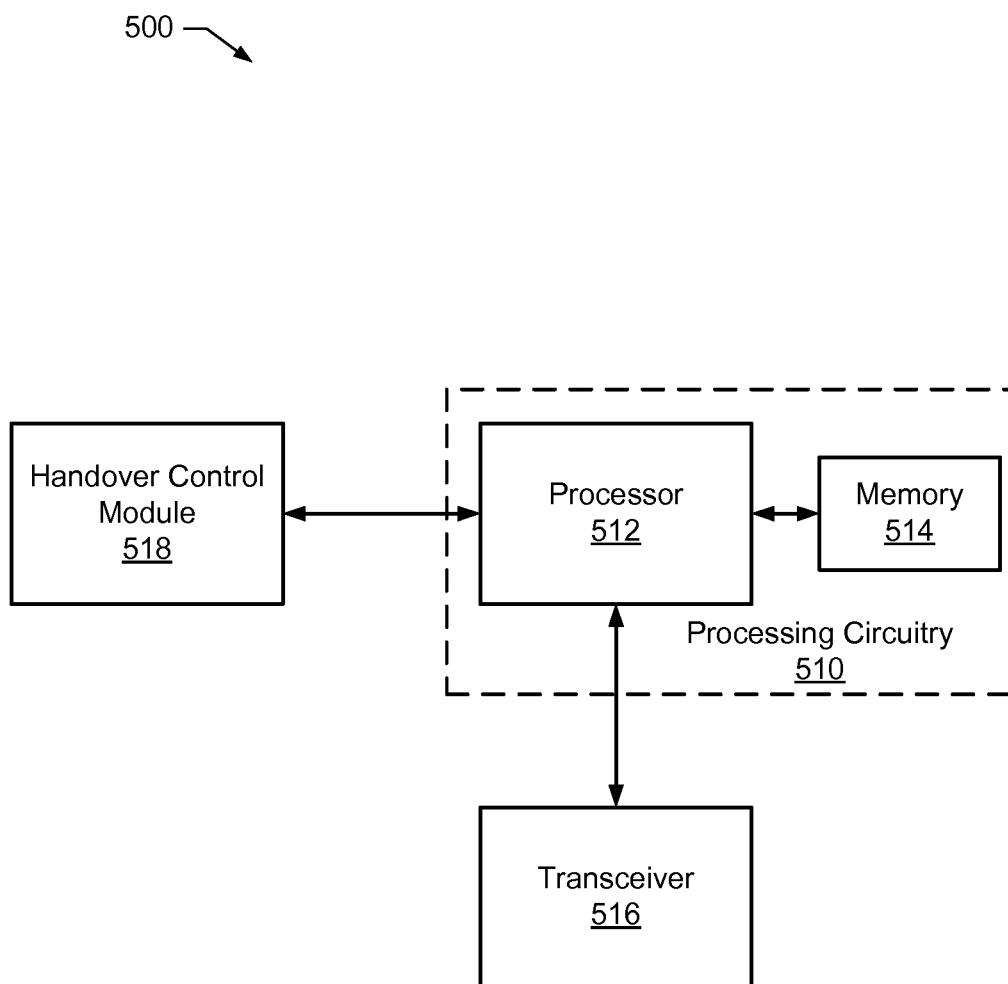 500
Handover Control
Module
518
Processor
512
Memory
514
Processing Circuitry
510
Transceiver
516